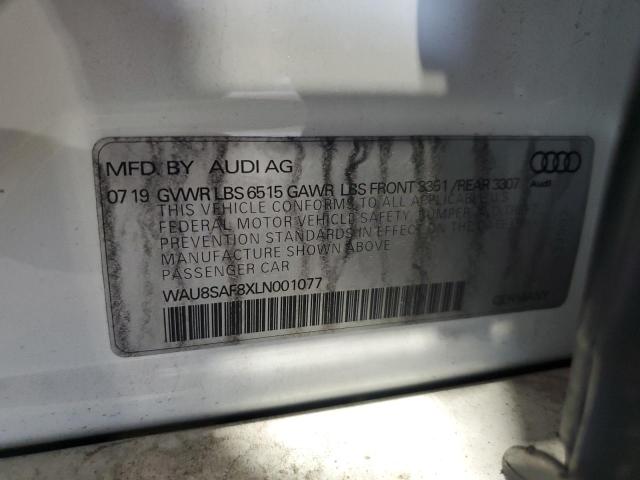 MFD. BY AUDI AG
07 19 GVWR LBS 6515 GAWR LBS FRONT 3351 / REAR 3307
Audi
THIS VEHICLE CONFORMS TO ALL APPLICABLE U.S.
FEDERAL MOTOR VEHICLE SAFETY, BUMPER AND
PREVENTION STANDARDS IN EFFECT ON THE DATE OF
MANUFACTURE SHOWN ABOVE
PASSENGER CAR
WAU8SAF8XLN001077
GERMANY